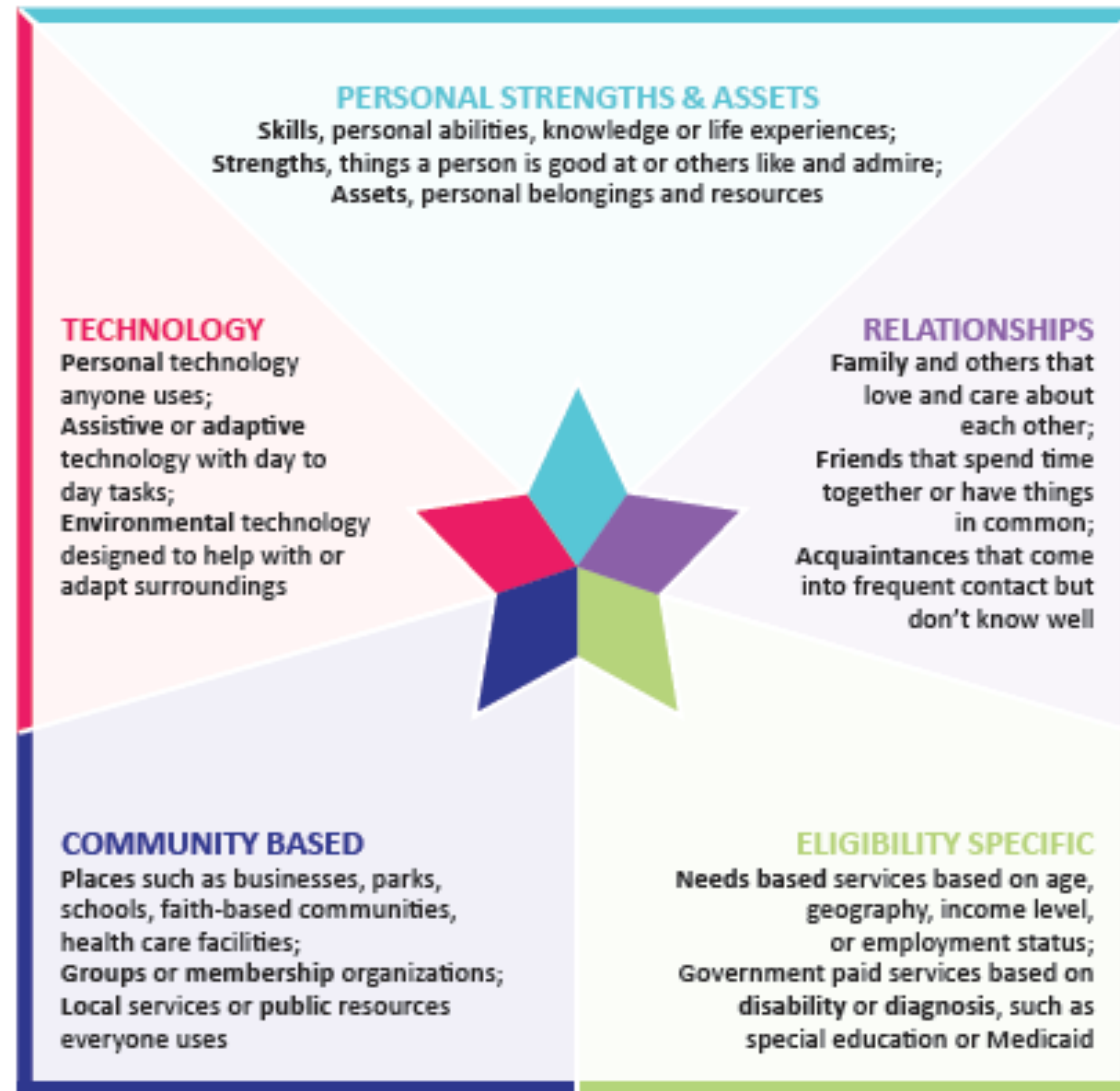 PERSONAL STRENGTHS & ASSETS
Skills, personal abilities, knowledge or life experiences;
Strengths, things a person is good at or others like and admire;
Assets, personal belongings and resources
TECHNOLOGY
Personal technology
anyone uses;
Assistive or adaptive
technology with day to
day tasks;
Environmental technology
designed to help with or
adapt surroundings
RELATIONSHIPS
Family and others that
love and care about
each other;
Friends that spend time
together or have things
in common;
Acquaintances that come
into frequent contact but
don't know well
COMMUNITY BASED
Places such as businesses, parks,
schools, faith-based communities,
health care facilities;
Groups or membership organizations;
Local services or public resources
everyone uses
ELIGIBILITY SPECIFIC
Needs based services based on age,
geography, income level,
or employment status;
Government paid services based on
disability or diagnosis, such as
special education or Medicaid